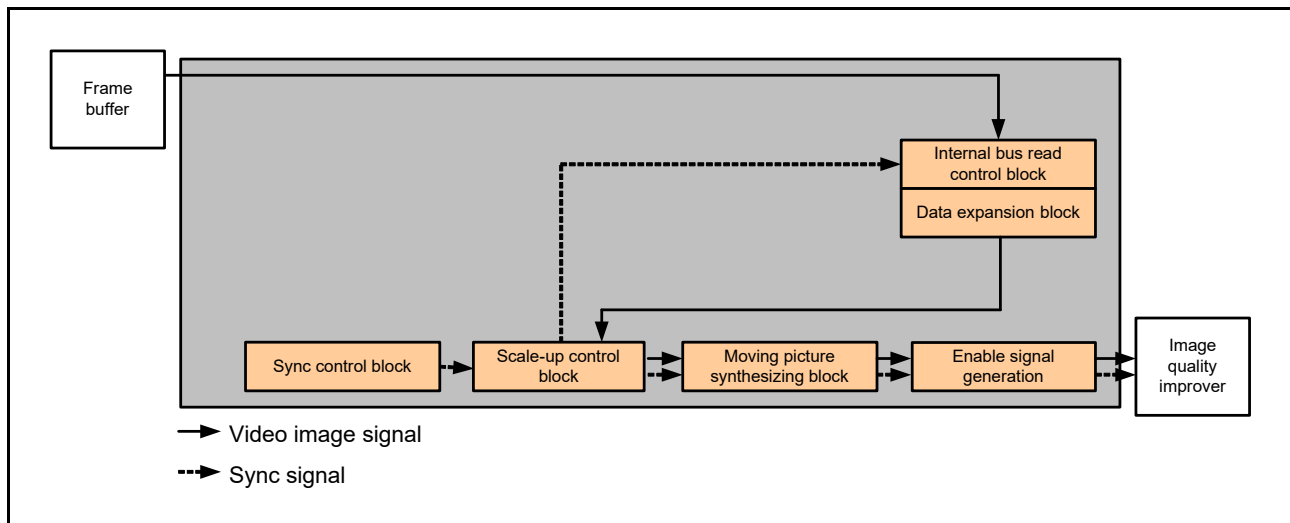 Frame
buffer
Internal bus read
control block
Data expansion block
Sync control block
Scale-up control
block
Moving picture
synthesizing block
Enable signal
generation
Image
quality
improver
Video image signal
Sync signal